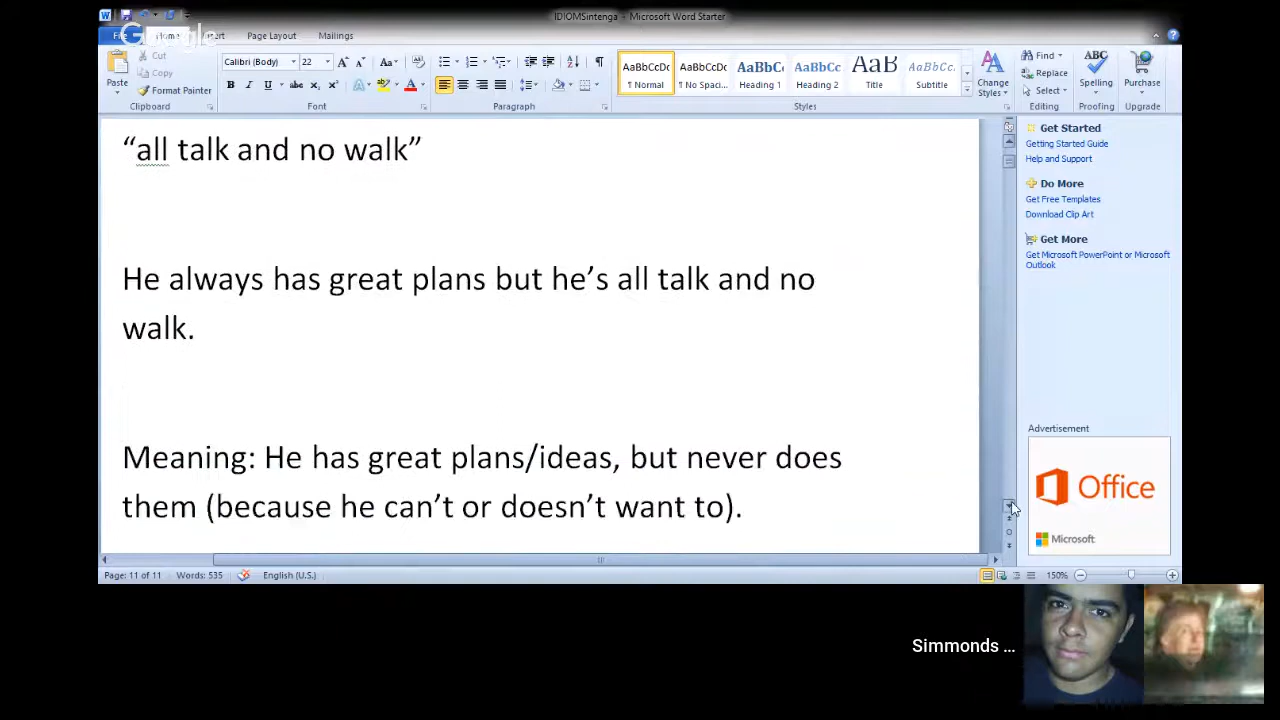 IDIOMSintenga - Microsoft Word Starter
Google
File Home Insert Page Layout Mailings
Paste
Cut
Copy
Format Painter
Clipboard
Calibri (Body) 22
Font
Paragraph
AaBbCcDc AaBbCcDc AaBbC AaBbCc AaB AaBbCc.
¶ Normal ¶ No Spaci... Heading 1 Heading 2 Title Subtitle
Change Styles
Styles
Find
Replace
Select
Editing
ABC
Spelling
Proofing
Purchase
Upgrade
“all talk and no walk”
He always has great plans but he’s all talk and no
walk.
Meaning: He has great plans/ideas, but never does
them (because he can’t or doesn’t want to).
Get Started
Getting Started Guide
Help and Support
Do More
Get Free Templates
Download Clip Art
Get More
Get Microsoft PowerPoint or Microsoft
Outlook
Advertisement
Office
Microsoft
Page: 11 of 11 Words: 535 English (U.S.) 150%
Simmonds ...